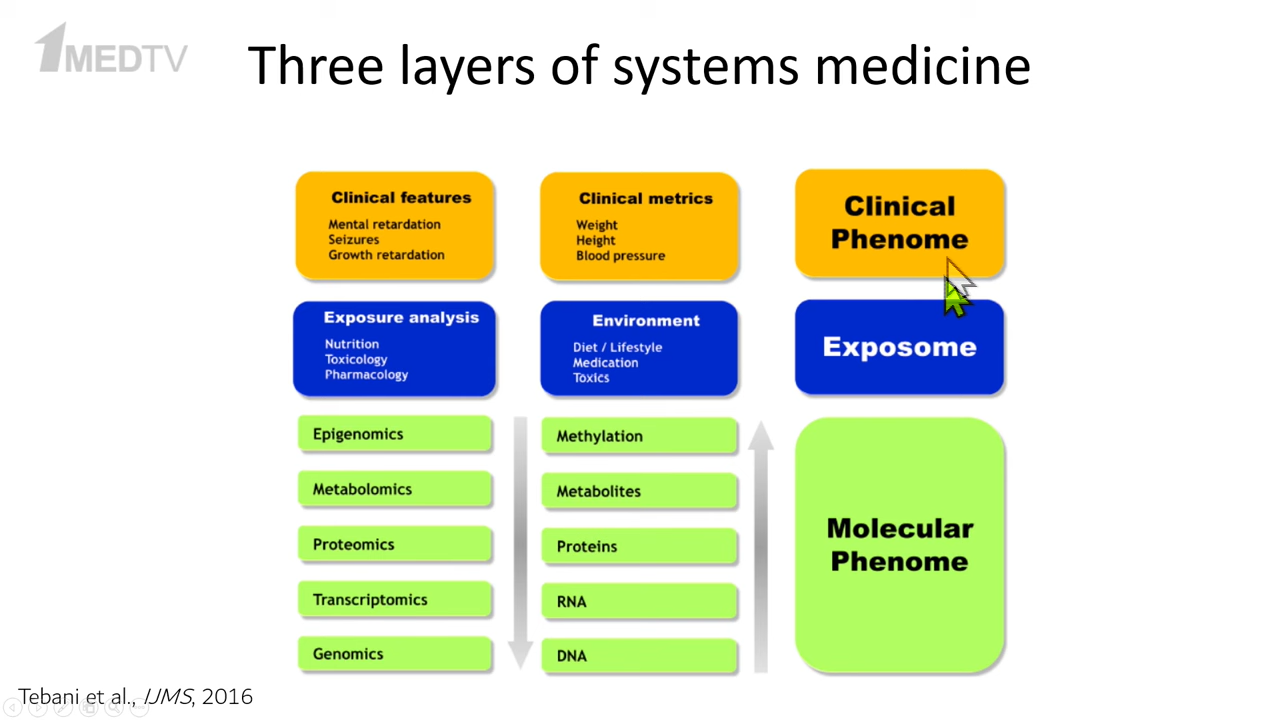 1MEDTV
Three layers of systems medicine
Clinical features
Mental retardation
Seizures
Growth retardation
Clinical metrics
Weight
Height
Blood pressure
Clinical
Phenome
Exposure analysis
Nutrition
Toxicology
Pharmacology
Environment
Diet / Lifestyle
Medication
Toxics
Exposome
Epigenomics
Metabolomics
Proteomics
Transcriptomics
Genomics
Methylation
Metabolites
Proteins
RNA
DNA
Molecular
Phenome
Tebani et al., IJMS, 2016